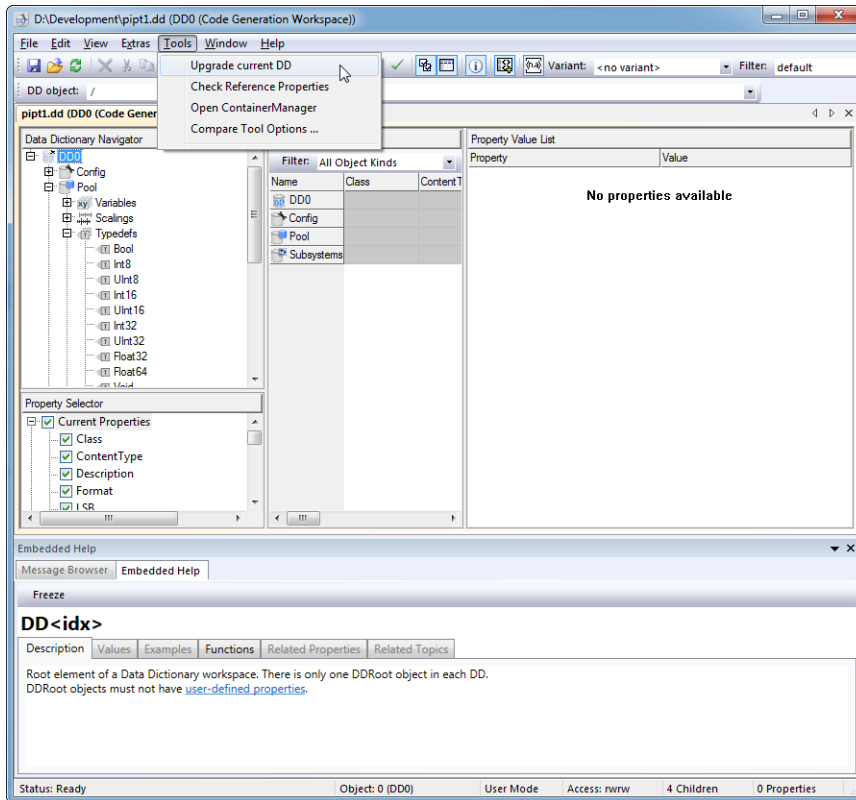 D:\Development\pipt1.dd (DD0 (Code Generation Workspace))
File Edit View Extras Tools Window Help
Upgrade current DD
Check Reference Properties
Open ContainerManager
Compare Tool Options ...
Variant: <no variant> Filter: default
DD object: /
pipt1.dd (DD0 (Code Gener
Data Dictionary Navigator
DD0
Config
Pool
Variables
Scalings
Typedefs
Bool
Int8
UInt8
Int16
UInt16
Int32
UInt32
Float32
Float64
Void
Filter: All Object Kinds
Name Class Content T
DD0
Config
Pool
Subsystems
Property Value List
Property Value
No properties available
Property Selector
Current Properties
Class
ContentType
Description
Format
LSB
Embedded Help
Message Browser Embedded Help
Freeze
DD<idx>
Description Values Examples Functions Related Properties Related Topics
Root element of a Data Dictionary workspace. There is only one DDRoot object in each DD.
DDRoot objects must not have user-defined properties.
Status: Ready Object: 0 (DD0) User Mode Access: rwrw 4 Children 0 Properties